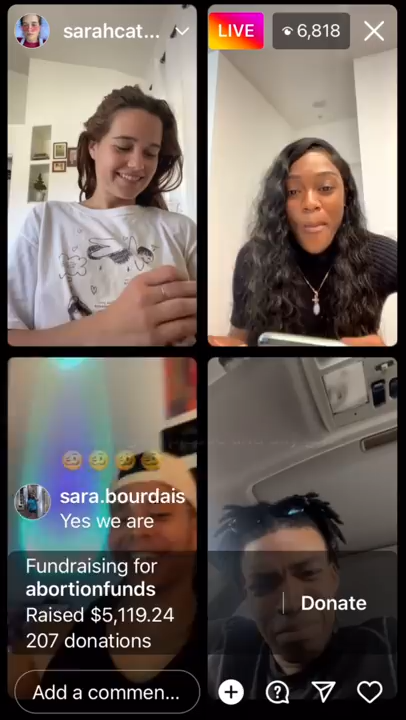 sarahcat...
LIVE
6,818
sara.bourdais
Yes we are
Fundraising for
abortionfunds
Raised $5,119.24
207 donations
Donate
Add a commen...